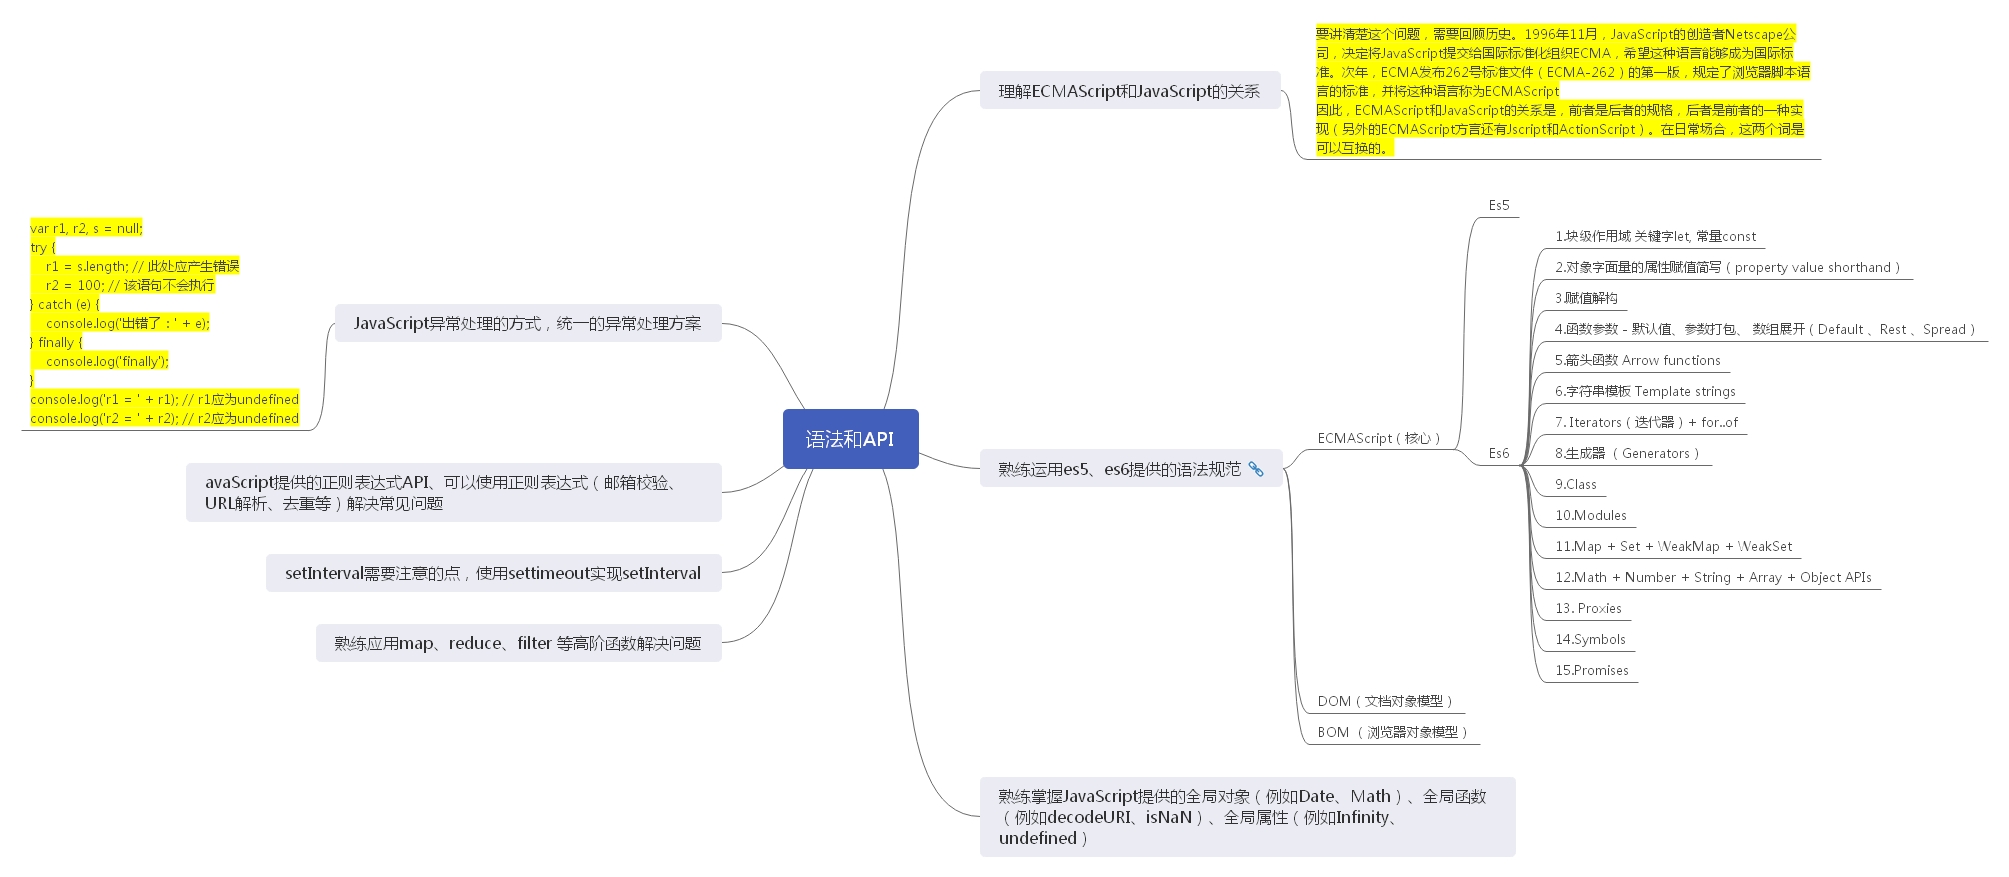 语法和API
理解ECMAScript和JavaScript的关系
要讲清楚这个问题，需要回顾历史。1996年11月，JavaScript的创造者Netscape公
司，决定将JavaScript提交给国际标准化组织ECMA，希望这种语言能够成为国际标
准。次年，ECMA发布262号标准文件（ECMA-262）的第一版，规定了浏览器脚本语
言的标准，并将这种语言称为ECMAScript
因此，ECMAScript和JavaScript的关系是，前者是后者的规格，后者是前者的一种实
现（另外的ECMAScript方言还有Jscript和ActionScript）。在日常场合，这两个词是
可以互换的。
熟练运用es5、es6提供的语法规范
ECMAScript（核心）
Es5
Es6
1.块级作用域 关键字let, 常量const
2.对象字面量的属性赋值简写（property value shorthand）
3.赋值解构
4.函数参数 - 默认值、参数打包、 数组展开（Default 、Rest 、Spread）
5.箭头函数 Arrow functions
6.字符串模板 Template strings
7. Iterators（迭代器）+ for..of
8.生成器 （Generators）
9.Class
10.Modules
11.Map + Set + WeakMap + WeakSet
12.Math + Number + String + Array + Object APIs
13. Proxies
14.Symbols
15.Promises
DOM（文档对象模型）
BOM （浏览器对象模型）
熟练掌握JavaScript提供的全局对象（例如Date、Math）、全局函数
（例如decodeURI、isNaN）、全局属性（例如Infinity、
undefined）
JavaScript异常处理的方式，统一的异常处理方案
var r1, r2, s = null;
try {
    r1 = s.length; // 此处应产生错误
    r2 = 100; // 该语句不会执行
} catch (e) {
    console.log('出错了：' + e);
} finally {
    console.log('finally');
}
console.log('r1 = ' + r1); // r1应为undefined
console.log('r2 = ' + r2); // r2应为undefined
avaScript提供的正则表达式API、可以使用正则表达式（邮箱校验、
URL解析、去重等）解决常见问题
setInterval需要注意的点，使用settimeout实现setInterval
熟练应用map、reduce、filter 等高阶函数解决问题